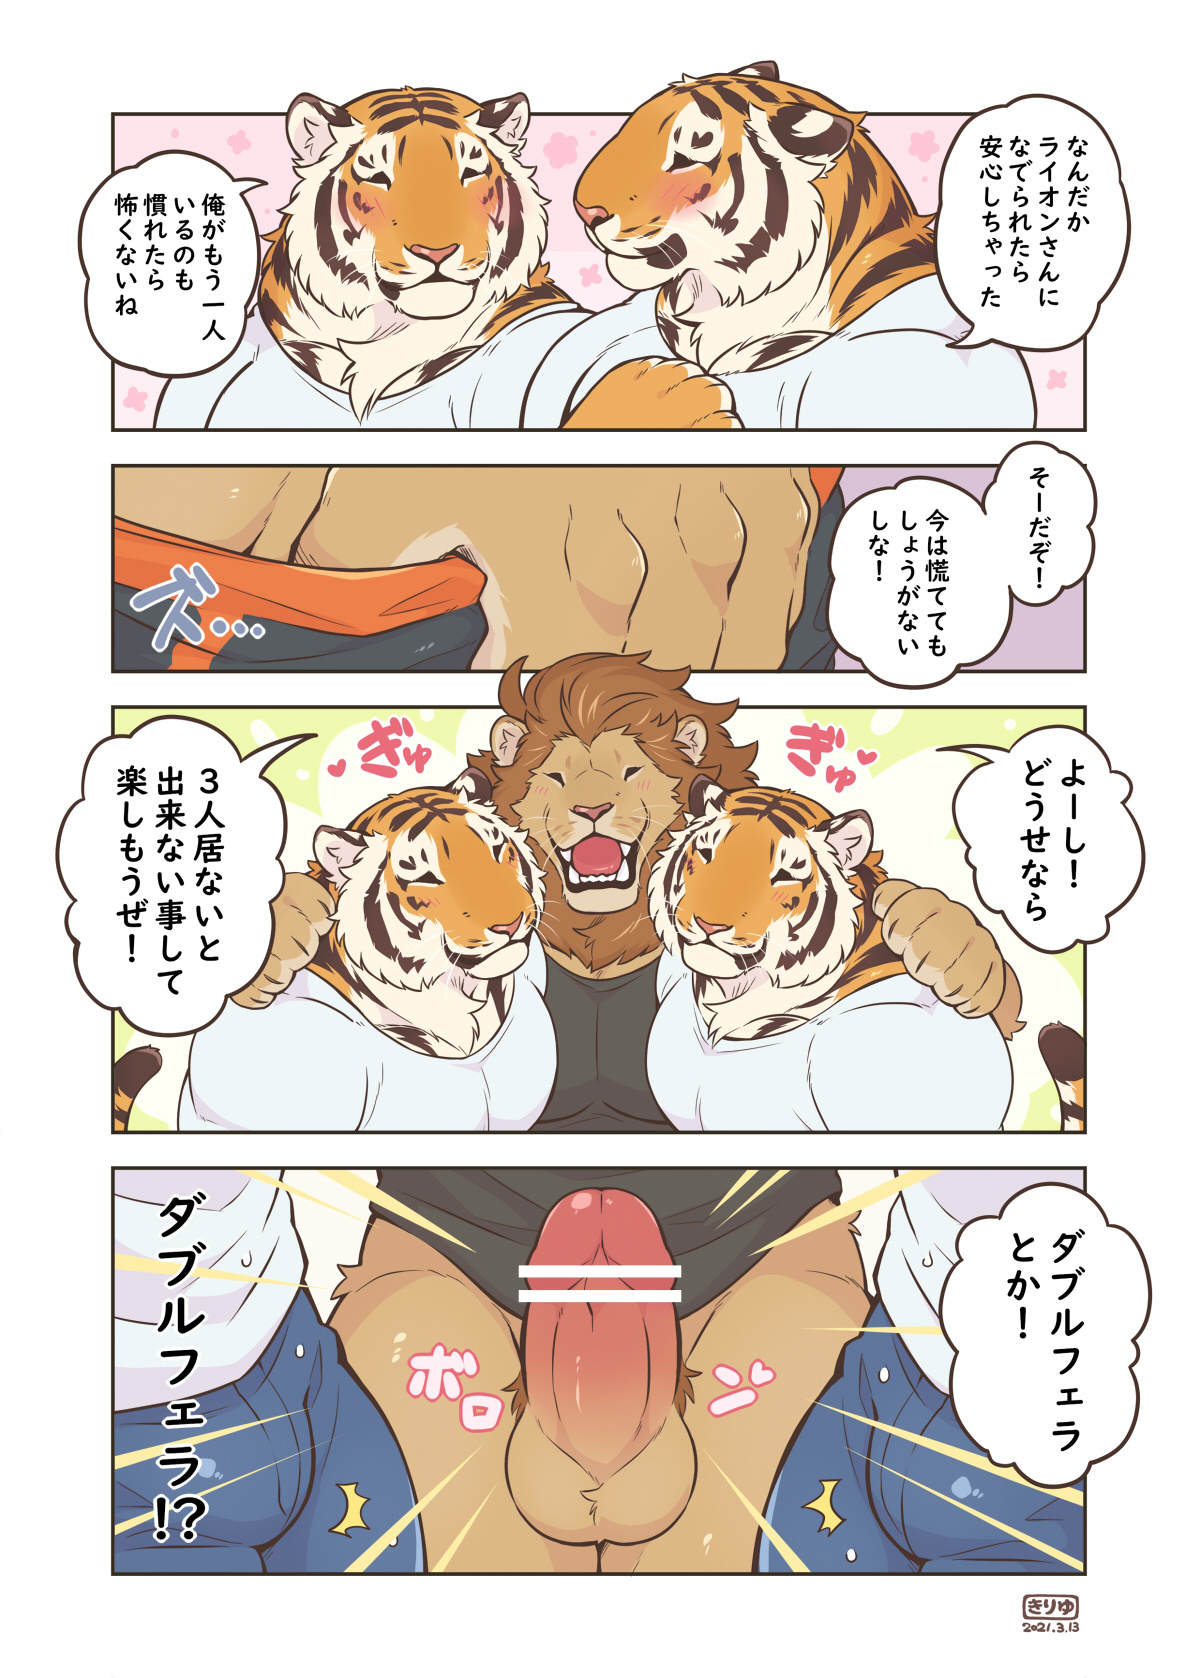 なんだか
ライオンさんに
なでられたら
安心しちゃった
俺がもう一人
いるのも
慣れたら
怖くないね
そーだぞ！
今は慌てても
しょうがない
しな！
ズ…
よーし！
どうせなら
ぎゅ
ぎゅ
３人居ないと
出来ない事して
楽しもうぜ！
ダブルフェラ
とか！
ボロ
ン
ダブルフェラ!?
きりゆ
2021.3.13